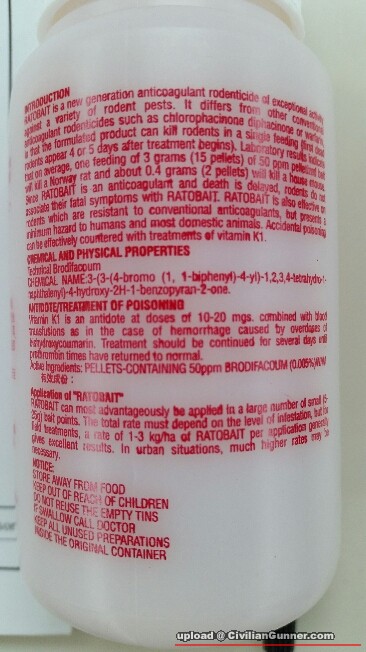 INTRODUCTION
RATOBAIT is a new generation anticoagulant rodenticide of exceptional activity
against a variety of rodent pests. It differs from other conventional
anticoagulant rodenticides such as chlorophacinone diphacinone or
is that the formulated product can kill rodents in a single feeding (first dead
rodents appear 4 or 5 days after treatment begins). Laboratory results indicate
that on average, one feeding of 3 grams (15 pellets) of 50 ppm pelletized bait
will kill a Norway rat and about 0.4 grams (2 pellets) will kill a house mouse.
Since RATOBAIT is an anticoagulant and death is delayed, rodents do not
associate their fatal symptoms with RATOBAIT. RATOBAIT is also effective on
rodents which are resistant to conventional anticoagulants, but presents a
minimum hazard to humans and most domestic animals. Accidental poisoning
can be effectively countered with treatments of vitamin K1.
CHEMICAL AND PHYSICAL PROPERTIES
Technical Brodifacoum
CHEMICAL NAME:3-(3-(4-bromo (1, 1-biphenyl)-4-yl)-1,2,3,4-tetrahydro-1-
naphthalenyl)-4-hydroxy-2H-1-benzopyran-2-one.
ANTIDOTE/TREATMENT OF POISONING
Vitamin K1 is an antidote at doses of 10-20 mgs. combined with blood
transfusions as in the case of hemorrhage caused by overdoses of
4-hydroxycoumarin. Treatment should be continued for several days until
prothrombin times have returned to normal.
Active Ingredients: PELLETS-CONTAINING 50ppm BRODIFACOUM (0.005%)W/W
有效成份：
Application of "RATOBAIT"
RATOBAIT can most advantageously be applied in a large number of small (5-
25g) bait points. The total rate must depend on the level of infestation, but for
Field treatments, a rate of 1-3 kg/ha of RATOBAIT per application generally
gives excellent results. In urban situations, much higher rates may be
necessary.
NOTICE:
STORE AWAY FROM FOOD
KEEP OUT OF REACH OF CHILDREN
DO NOT REUSE THE EMPTY TINS
IF SWALLOW CALL DOCTOR
KEEP ALL UNUSED PREPARATIONS
INSIDE THE ORIGINAL CONTAINER
upload @ CivilianGunner.com